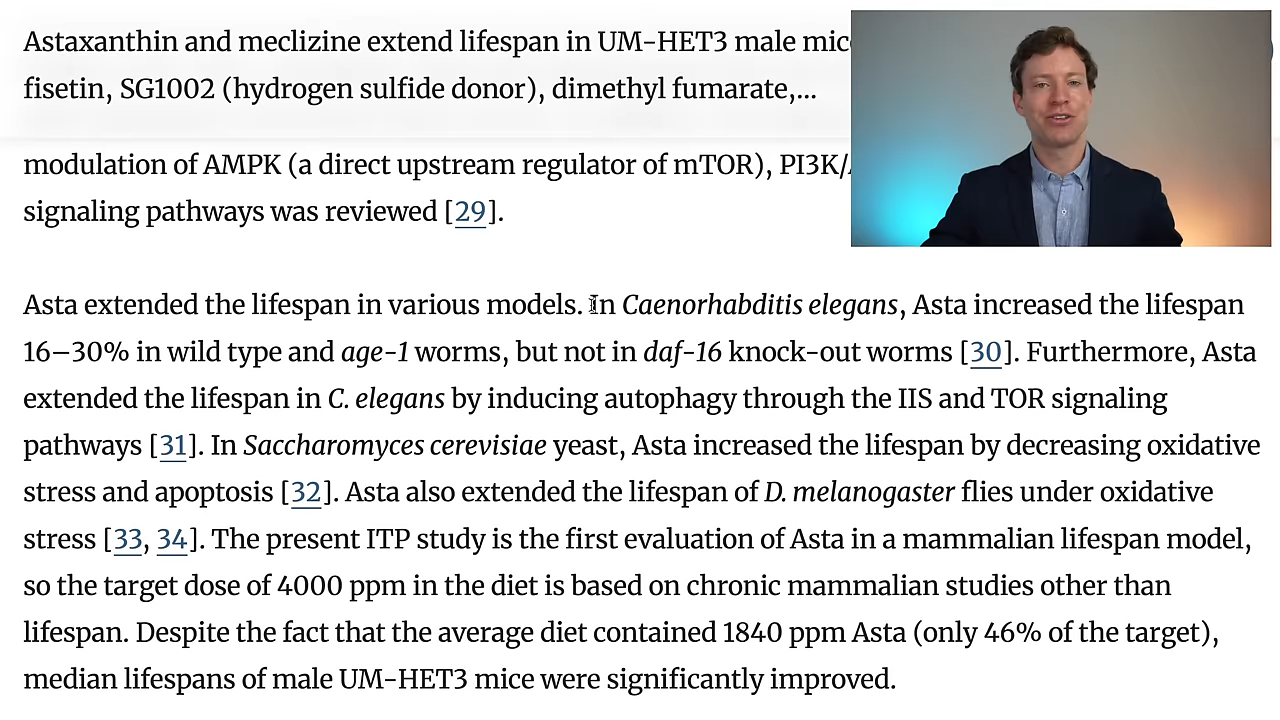 Astaxanthin and meclizine extend lifespan in UM-HET3 male
fisetin, SG1002 (hydrogen sulfide donor), dimethyl fumarate,...
modulation of AMPK (a direct upstream regulator of mTOR),
signaling pathways was reviewed [29].
Asta extended the lifespan in various models. In Caenorhabditis elegans, Asta increased the lifespan
16–30% in wild type and age-1 worms, but not in daf-16 knock-out worms [30]. Furthermore, Asta
extended the lifespan in C. elegans by inducing autophagy through the IIS and TOR signaling
pathways [31]. In Saccharomyces cerevisiae yeast, Asta increased the lifespan by decreasing oxidative
stress and apoptosis [32]. Asta also extended the lifespan of D. melanogaster flies under oxidative
stress [33, 34]. The present ITP study is the first evaluation of Asta in a mammalian lifespan model,
so the target dose of 4000 ppm in the diet is based on chronic mammalian studies other than
lifespan. Despite the fact that the average diet contained 1840 ppm Asta (only 46% of the target),
median lifespans of male UM-HET3 mice were significantly improved.